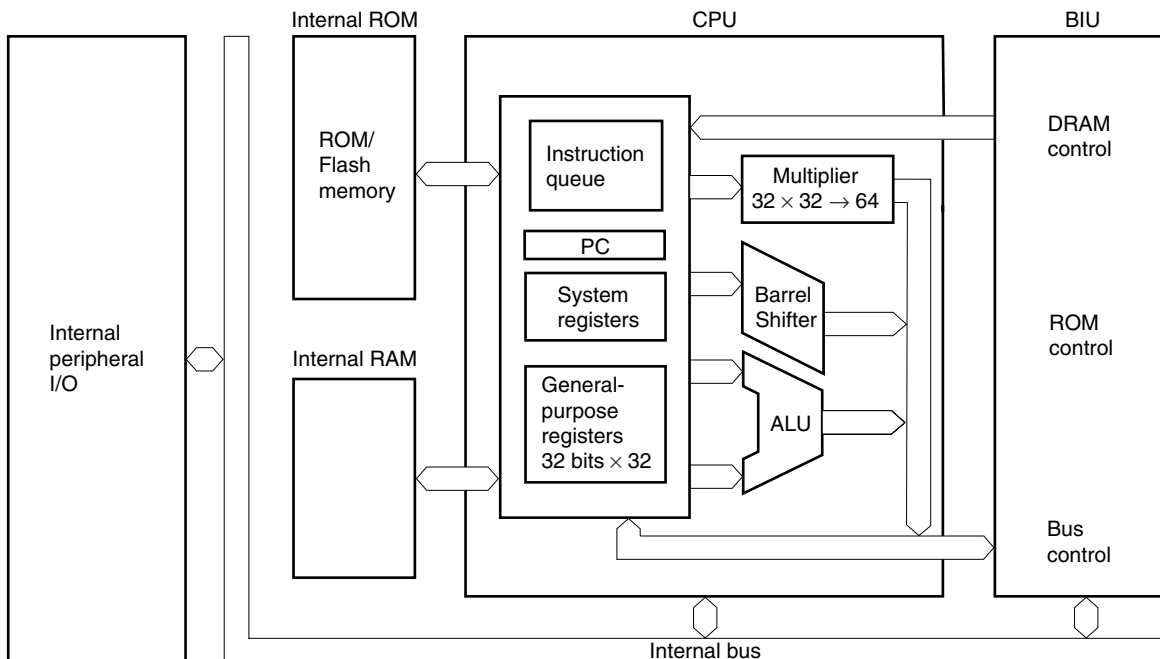 Internal ROM
CPU
BIU
ROM/
Flash
memory
Instruction
queue
Multiplier
32 × 32 → 64
DRAM
control
PC
System
registers
Barrel
Shifter
ROM
control
Internal
peripheral
I/O
Internal RAM
General-
purpose
registers
32 bits × 32
ALU
Bus
control
Internal bus